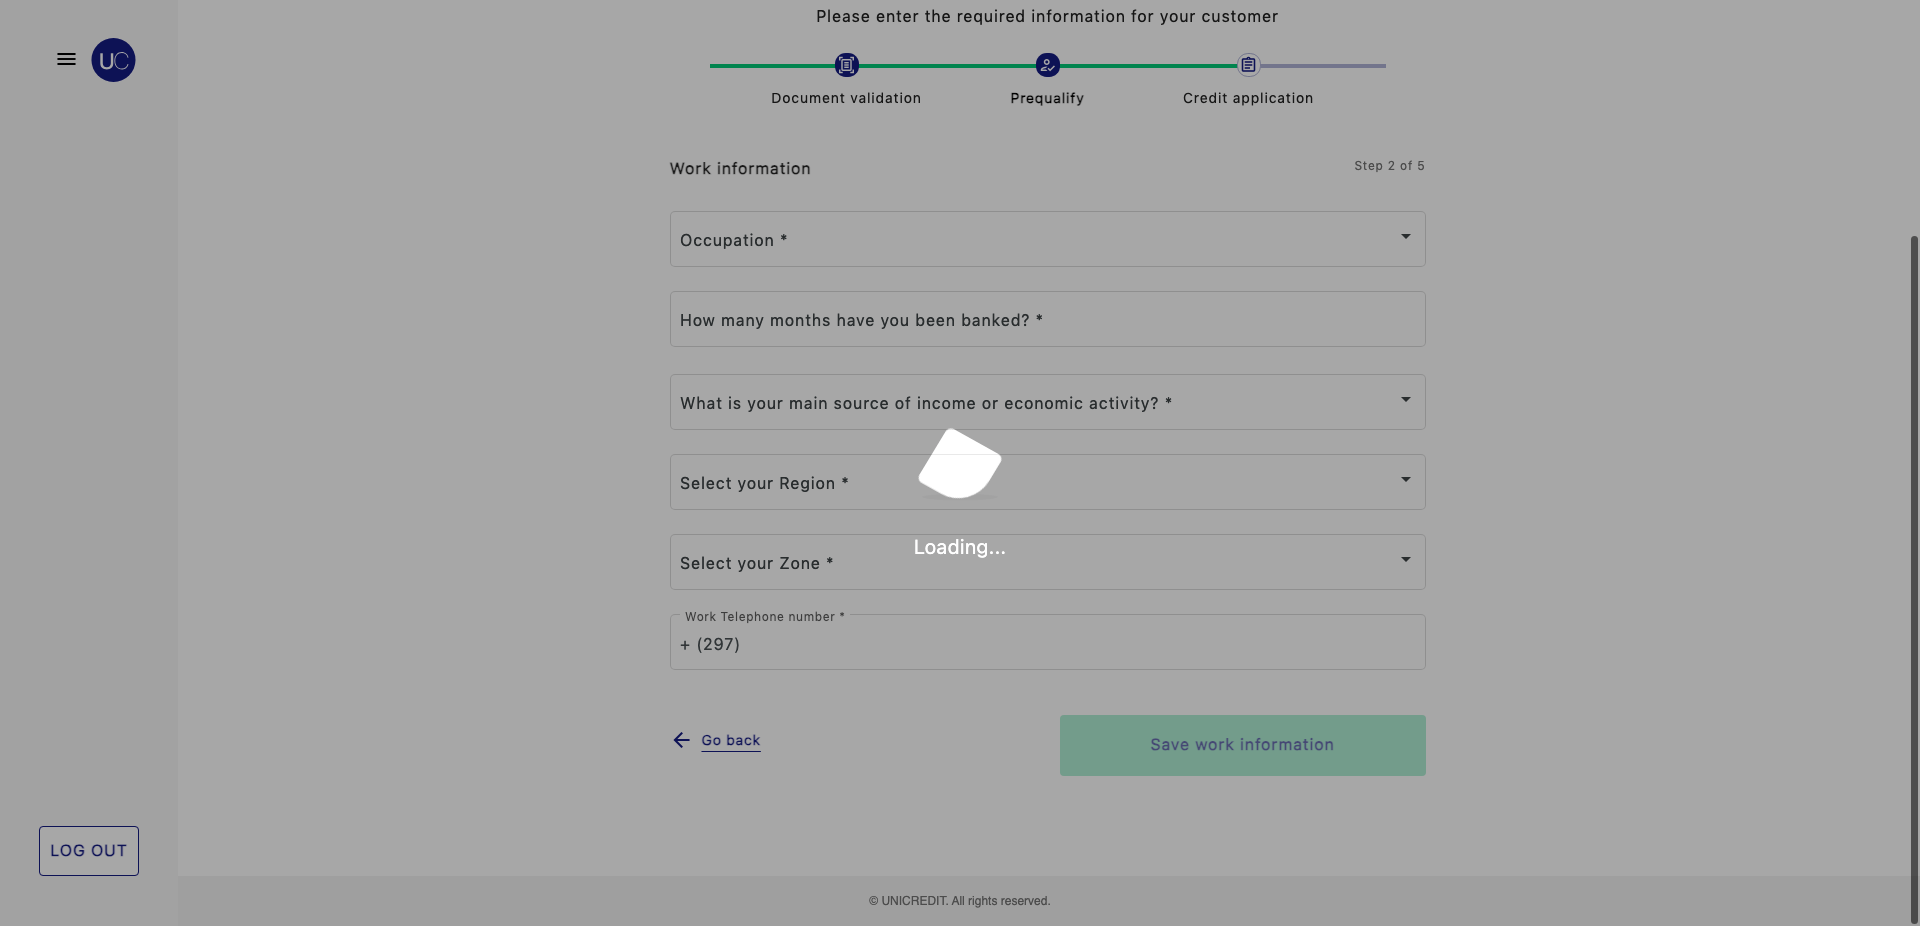 Please enter the required information for your customer
UC
Document validation
Prequalify
Credit application
Work information
Step 2 of 5
Occupation *
How many months have you been banked? *
What is your main source of income or economic activity? *
Select your Region *
Loading...
Select your Zone *
Work Telephone number *
+ (297)
Go back
Save work information
LOG OUT
© UNICREDIT. All rights reserved.